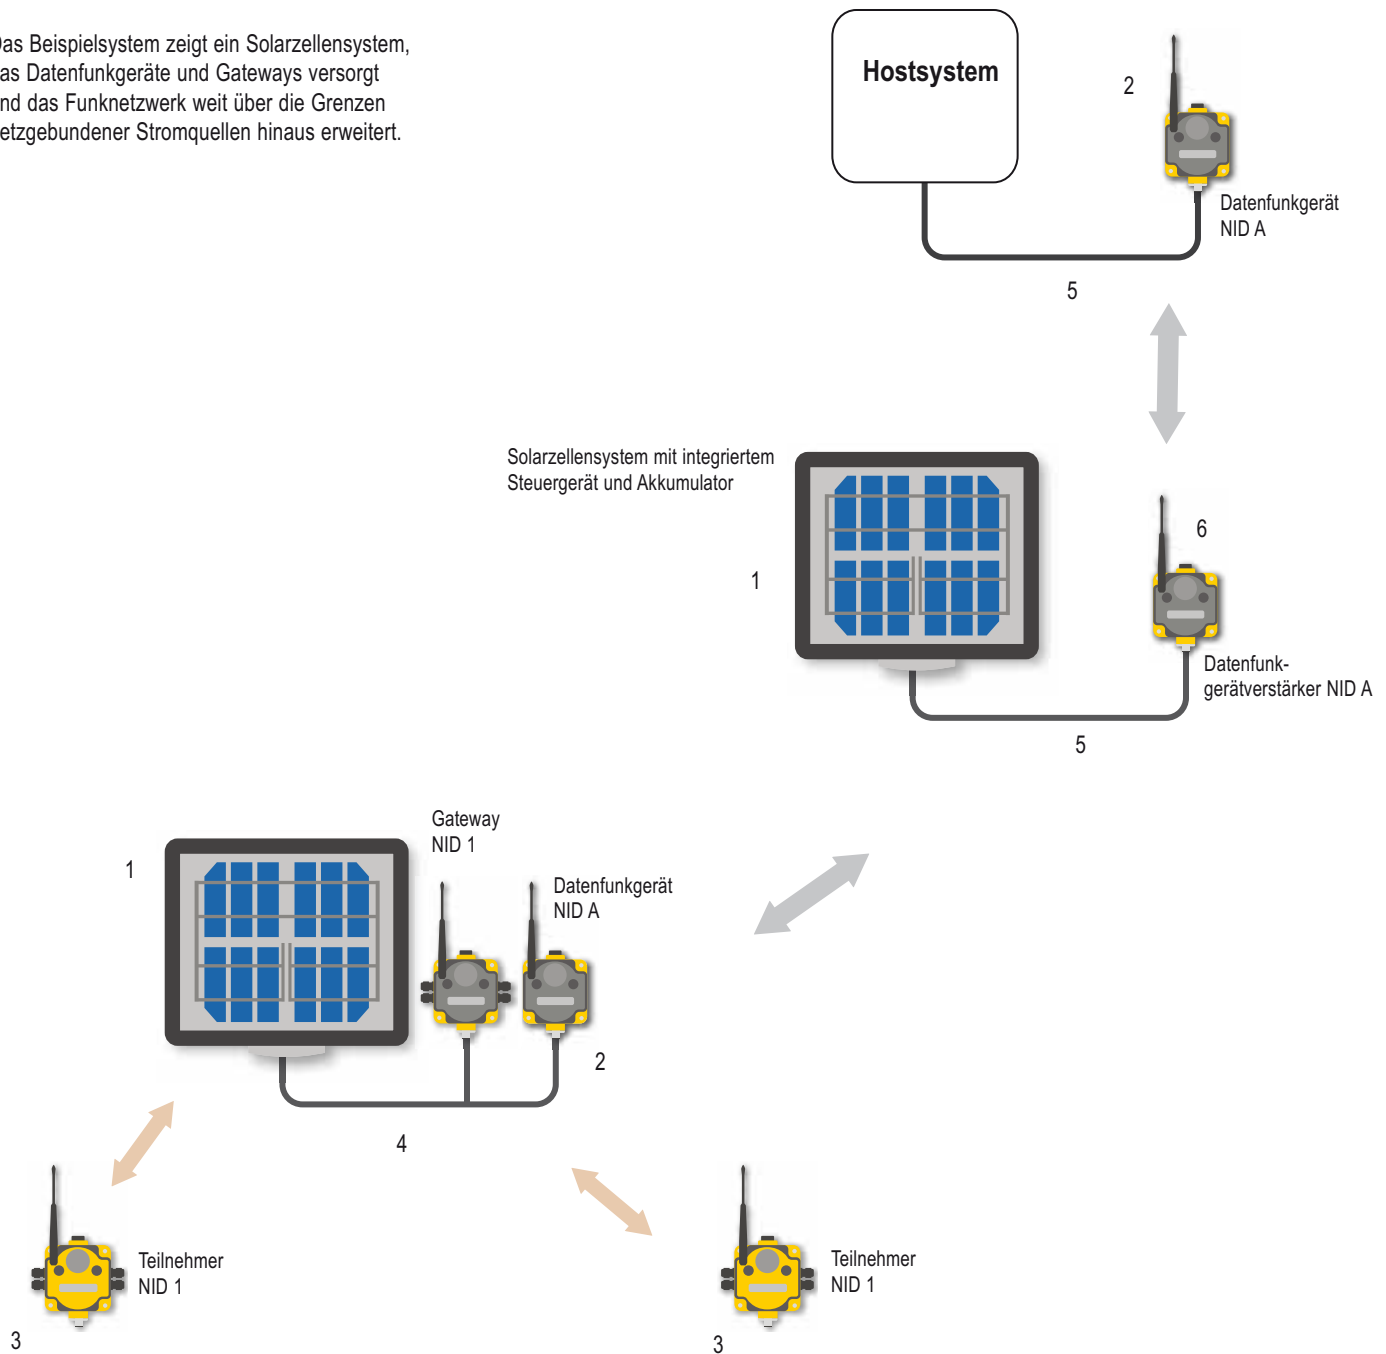 as Beispielsystem zeigt ein Solarzellensystem,
as Datenfunkgeräte und Gateways versorgt
nd das Funknetzwerk weit über die Grenzen
etzgebundener Stromquellen hinaus erweitert.
Hostsystem
2
Datenfunkgerät
NID A
5
Solarzellensystem mit integriertem
Steuergerät und Akkumulator
1
6
Datenfunk-
gerätverstärker NID A
5
Gateway
NID 1
1
Datenfunkgerät
NID A
2
4
Teilnehmer
NID 1
3
Teilnehmer
NID 1
3